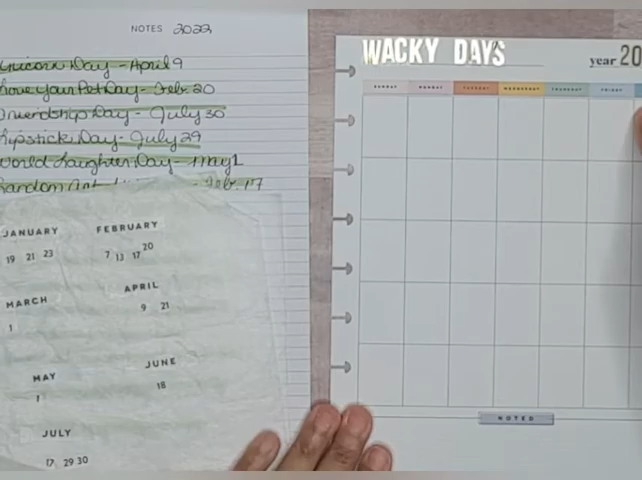 NOTES 2022
Unicorn Day - April 9
Love your Pet Day - Feb. 20
Friendship Day - July 30
Lipstick Day - July 29
World Laughter Day - May 1
Random Feb. 17
JANUARY
19 21 23
FEBRUARY
7 13 17 20
MARCH
1
APRIL
9 21
MAY
1
JUNE
18
JULY
17 29 30
WACKY DAYS
year 20
SUNDAY MONDAY TUESDAY WEDNESDAY THURSDAY FRIDAY
NOTES